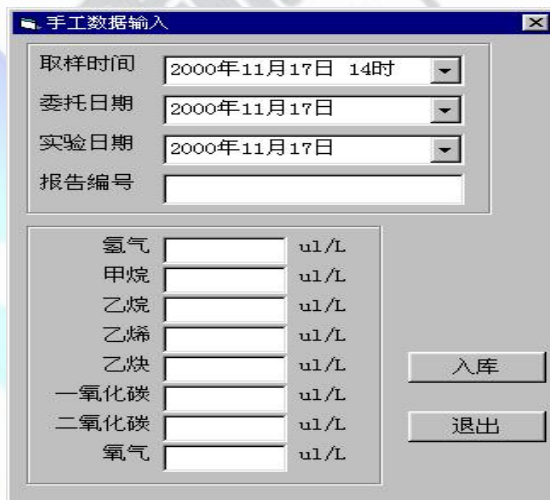 手工数据输入
取样时间 2000年11月17日 14时
委托日期 2000年11月17日
实验日期 2000年11月17日
报告编号
氢气 ul/L
甲烷 ul/L
乙烷 ul/L
乙烯 ul/L
乙炔 ul/L
入库
一氧化碳 ul/L
二氧化碳 ul/L
退出
氧气 ul/L